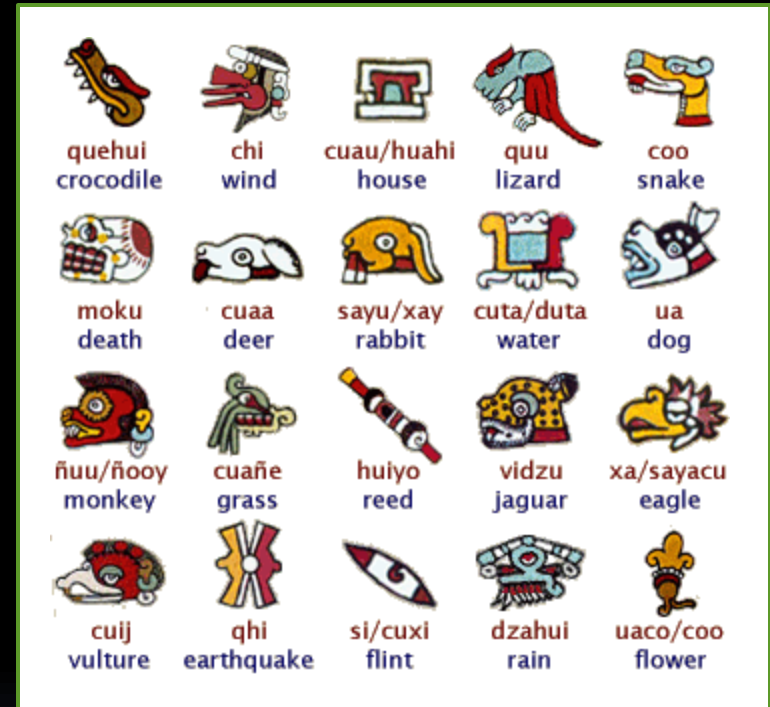 quehui chi cuau/huahi quu coo
crocodile wind house lizard snake
moku cuaa sayu/xay cuta/duta ua
death deer rabbit water dog
ñuu/ñooy cuañe huiyo vidzu xa/sayacu
monkey grass reed jaguar eagle
cuij qhi si/cuxi dzahui uaco/coo
vulture earthquake flint rain flower